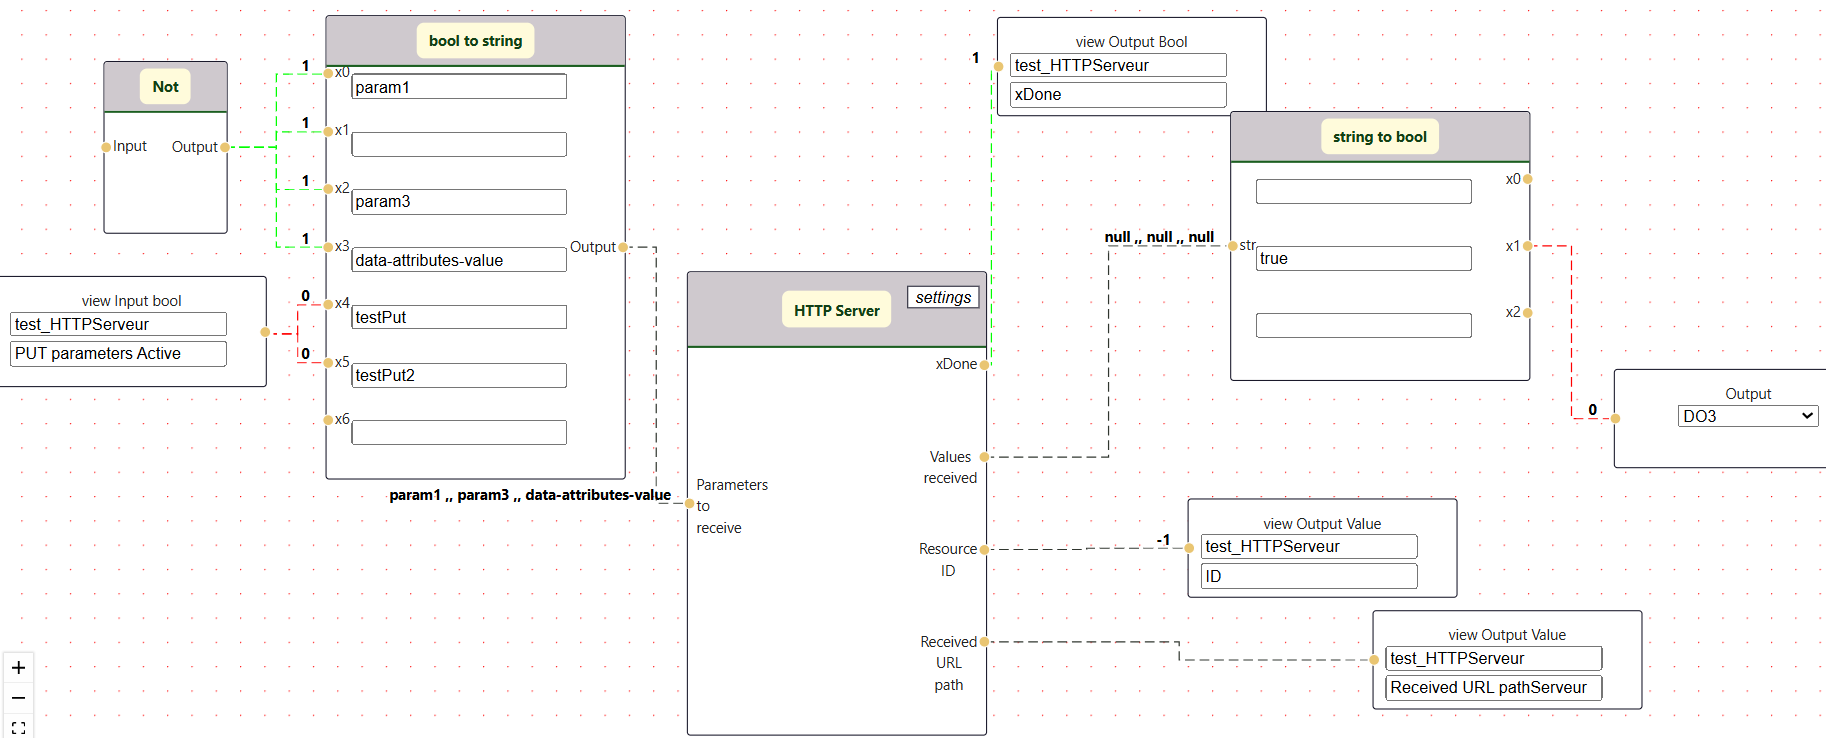 Not
Input
Output
bool to string
1
x0
param1
1
x1
1
x2
param3
1
x3
data-attributes-value
Output
0
x4
testPut
0
x5
testPut2
x6
view Input bool
test_HTTPServeur
PUT parameters Active
param1 ,, param3 ,, data-attributes-value
HTTP Server
settings
xDone
Values
received
Parameters
to
receive
Resource
ID
Received
URL
path
1
view Output Bool
test_HTTPServeur
xDone
string to bool
x0
null ,, null ,, null
str
true
x1
x2
0
Output
DO3
-1
view Output Value
test_HTTPServeur
ID
view Output Value
test_HTTPServeur
Received URL pathServeur